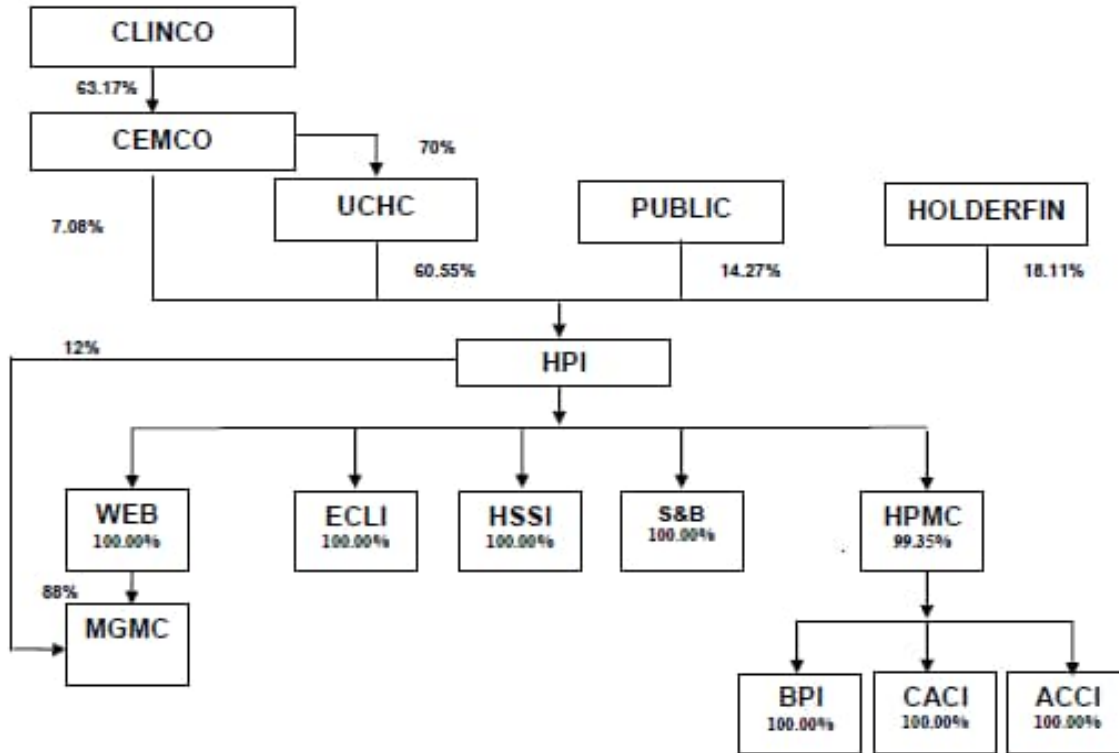 CLINCO
63.17%
CEMCO
70%
UCHC
PUBLIC
HOLDERFIN
7.08%
60.55%
14.27%
18.11%
12%
HPI
WEB
100.00%
ECLI
100.00%
HSSI
100.00%
S&B
100.00%
HPMC
99.35%
88%
MGMC
BPI
100.00%
CACI
100.00%
ACCI
100.00%